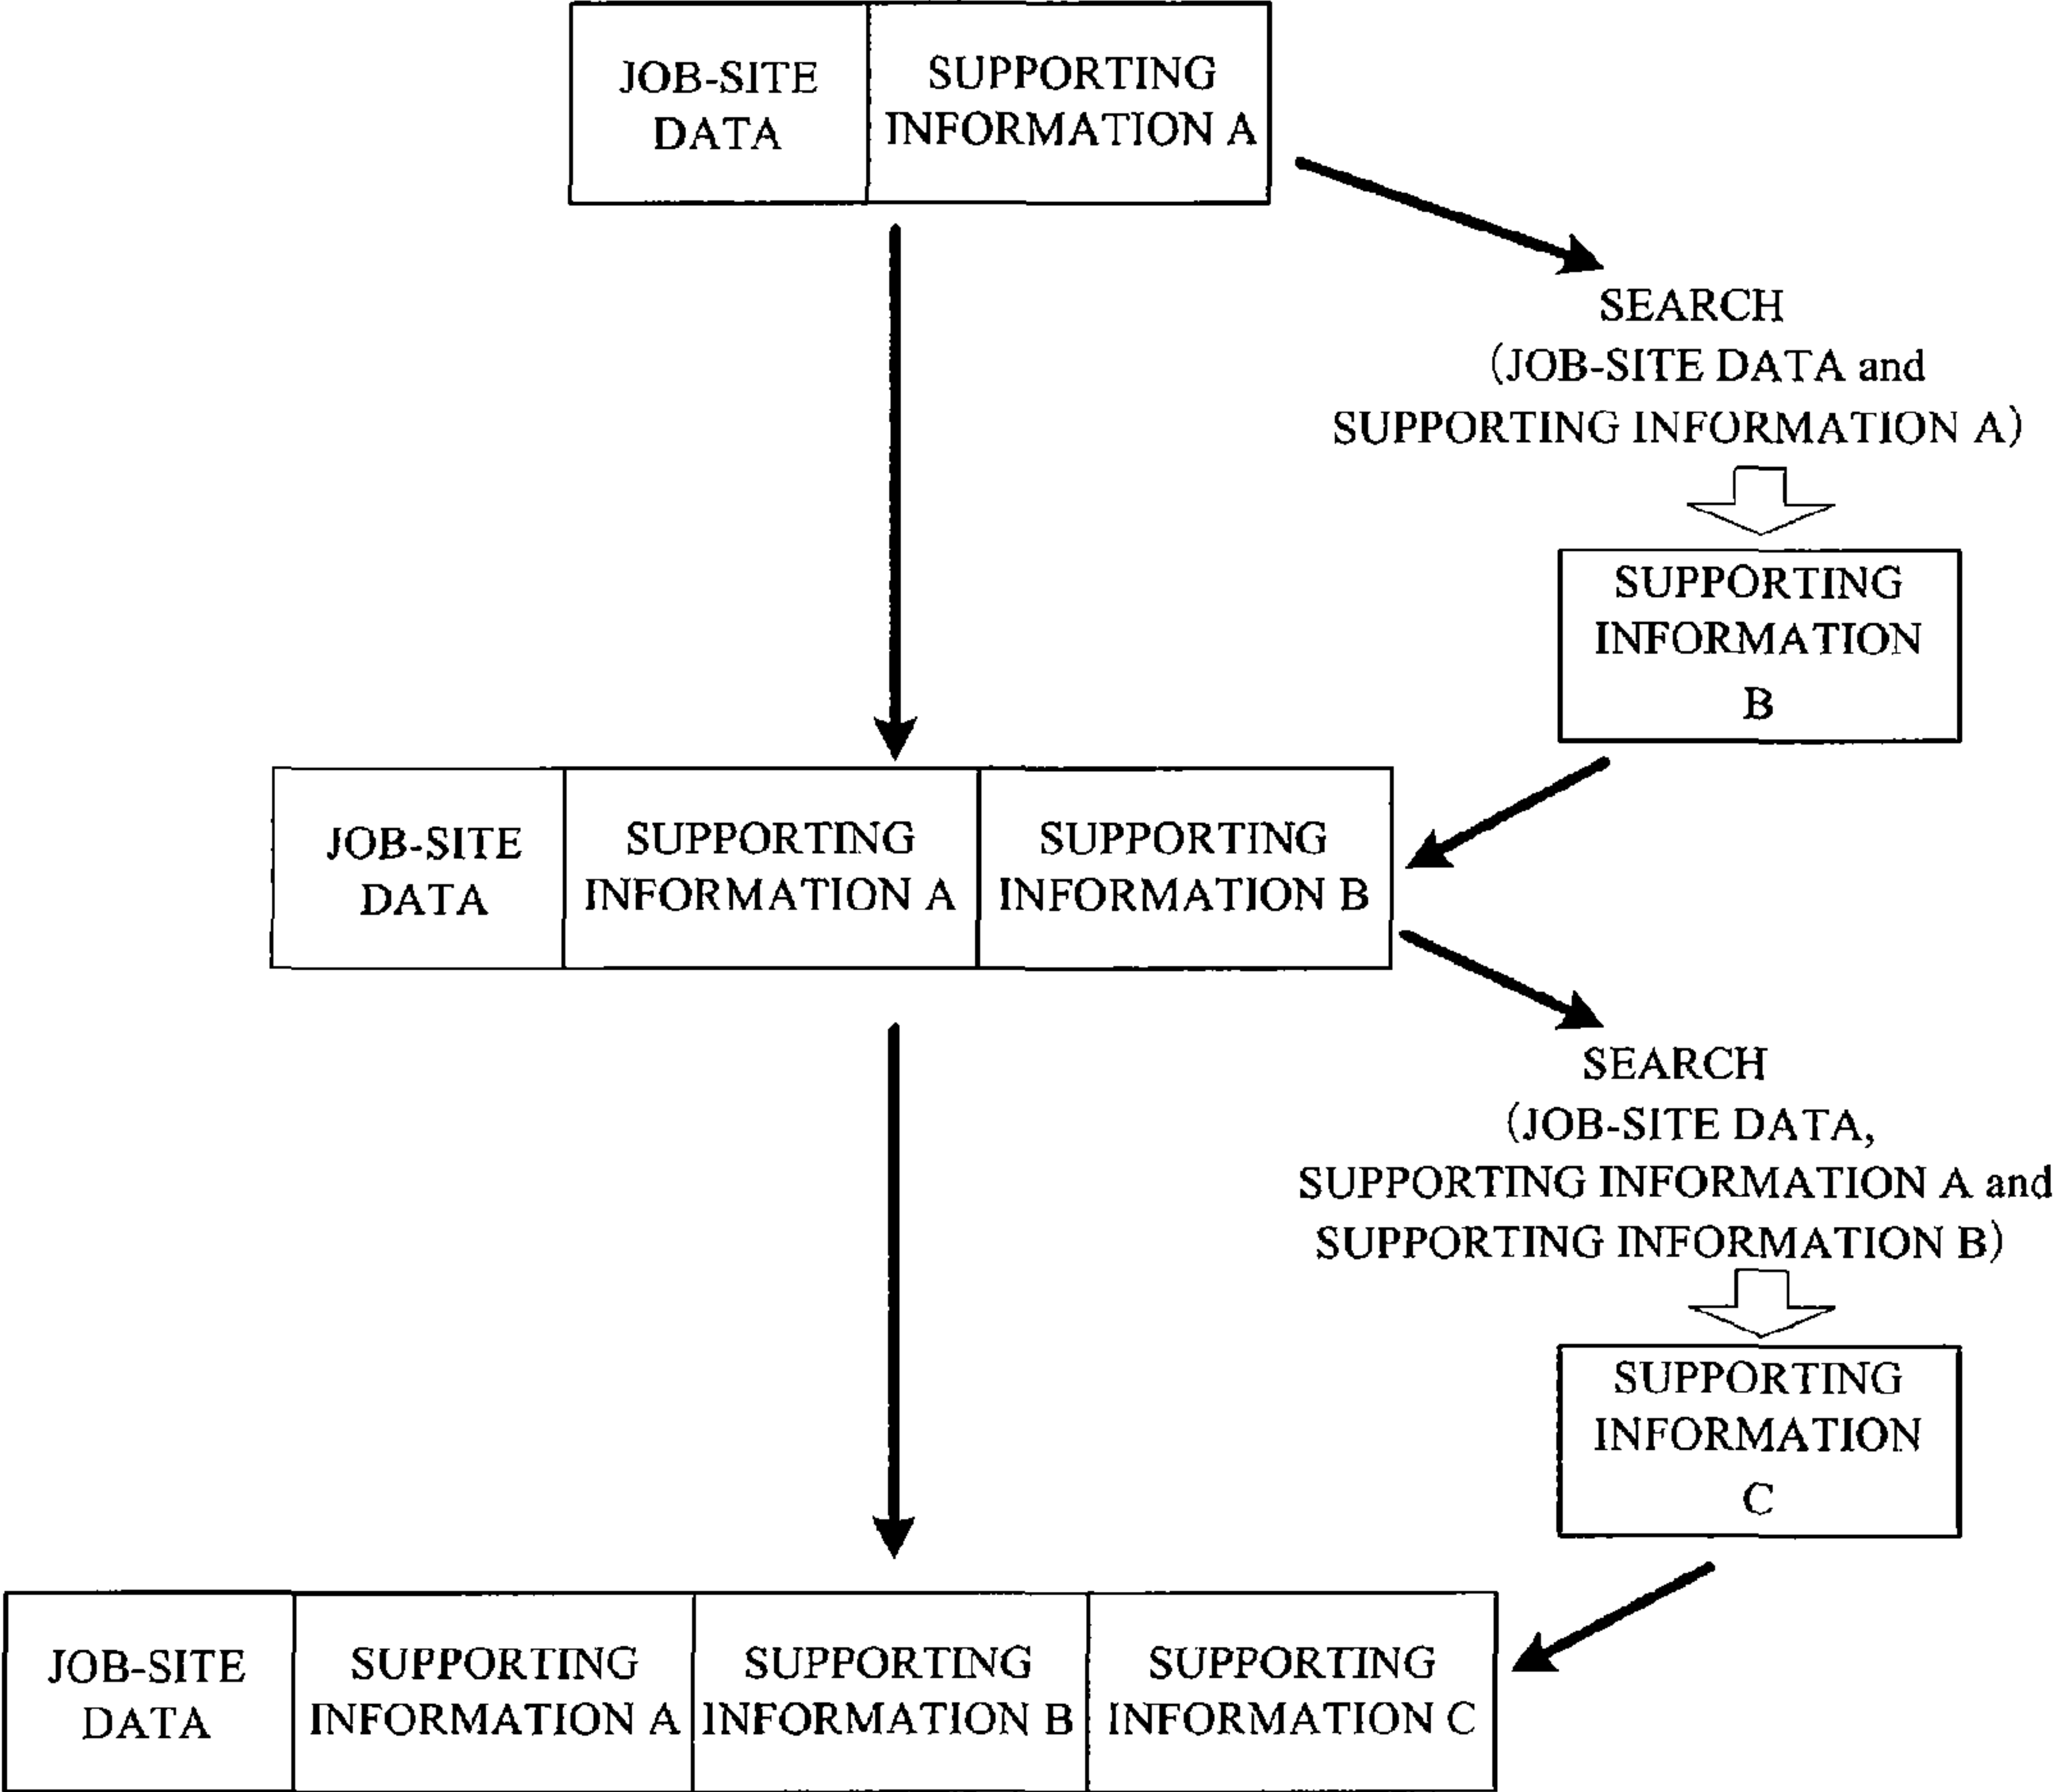 JOB-SITE
DATA
SUPPORTING
INFORMATION A
SEARCH
(JOB-SITE DATA and
SUPPORTING INFORMATION A)
SUPPORTING
INFORMATION
B
JOB-SITE
DATA
SUPPORTING
INFORMATION A
SUPPORTING
INFORMATION B
SEARCH
(JOB-SITE DATA,
SUPPORTING INFORMATION A and
SUPPORTING INFORMATION B)
SUPPORTING
INFORMATION
C
JOB-SITE
DATA
SUPPORTING
INFORMATION A
SUPPORTING
INFORMATION B
SUPPORTING
INFORMATION C